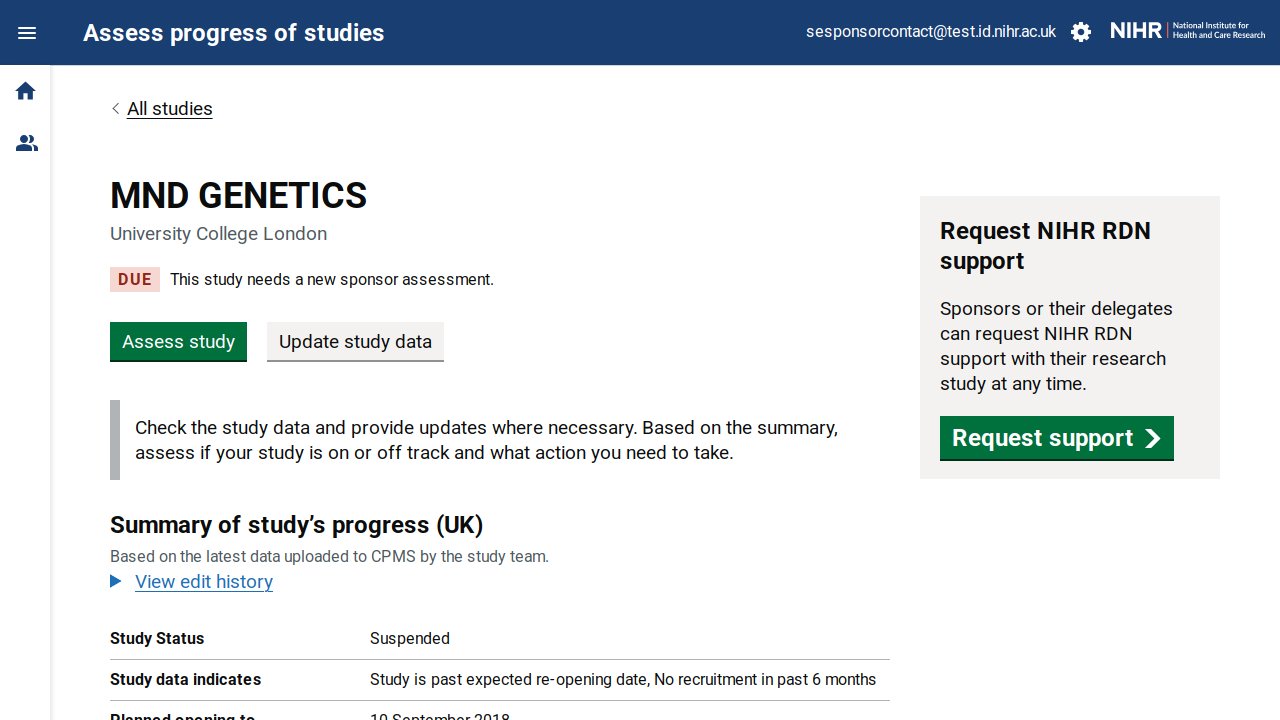 Assess progress of studies
sesponsorcontact@test.id.nihr.ac.uk
NIHR
National Institute for
Health and Care Research
All studies
MND GENETICS
University College London
DUE This study needs a new sponsor assessment.
Assess study
Update study data
Check the study data and provide updates where necessary. Based on the summary,
assess if your study is on or off track and what action you need to take.
Summary of study’s progress (UK)
Based on the latest data uploaded to CPMS by the study team.
View edit history
Study Status Suspended
Study data indicates Study is past expected re-opening date, No recruitment in past 6 months
Planned opening to 10 September 2018
Request NIHR RDN
support
Sponsors or their delegates
can request NIHR RDN
support with their research
study at any time.
Request support